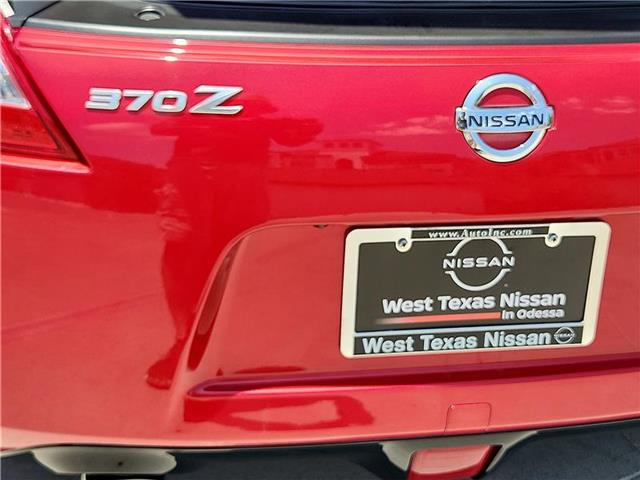 370Z
NISSAN
www.AutoInc.com
NISSAN
West Texas Nissan
In Odessa
West Texas Nissan